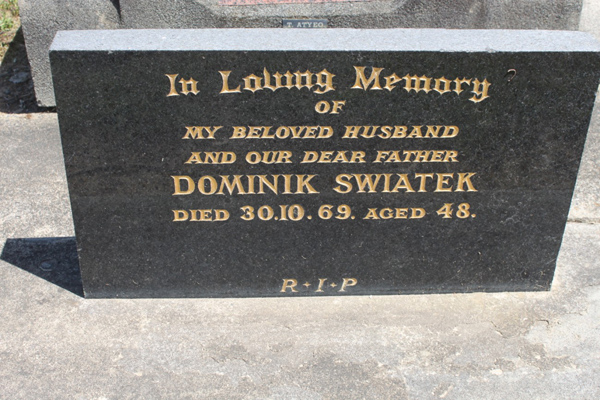 T. ATYEO
In Loving Memory
OF
MY BELOVED HUSBAND
AND OUR DEAR FATHER
DOMINIK SWIATEK
DIED 30.10.69. AGED 48.
R+I+P